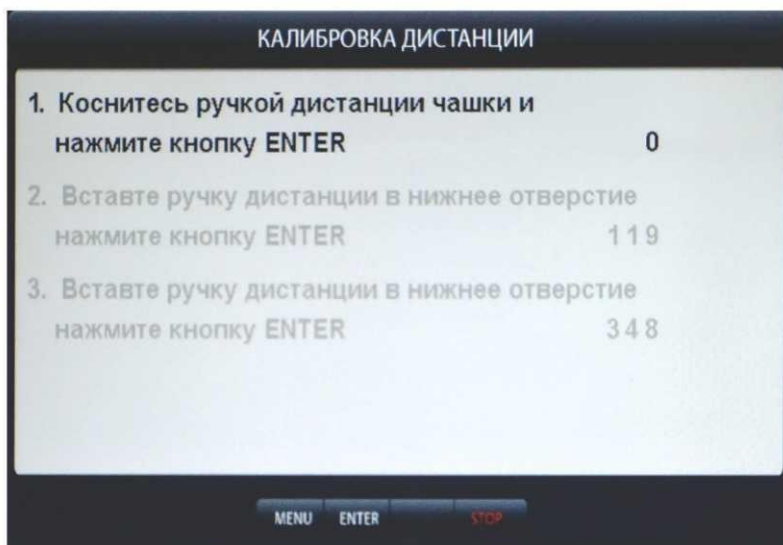 КАЛИБРОВКА ДИСТАНЦИИ
1. Коснитесь ручкой дистанции чашки и
нажмите кнопку ENTER 0
2. Вставте ручку дистанции в нижнее отверстие
нажмите кнопку ENTER 119
3. Вставте ручку дистанции в нижнее отверстие
нажмите кнопку ENTER 348
MENU ENTER STOP